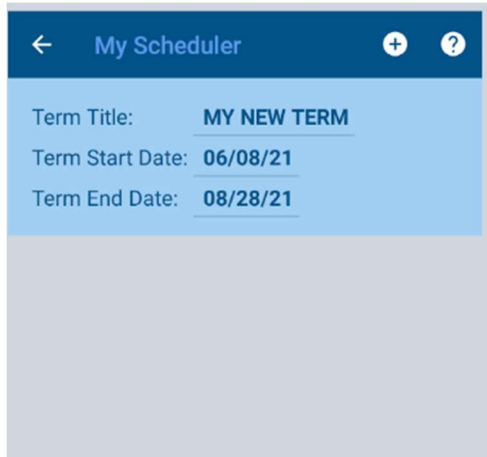 My Scheduler
Term Title: MY NEW TERM
Term Start Date: 06/08/21
Term End Date: 08/28/21